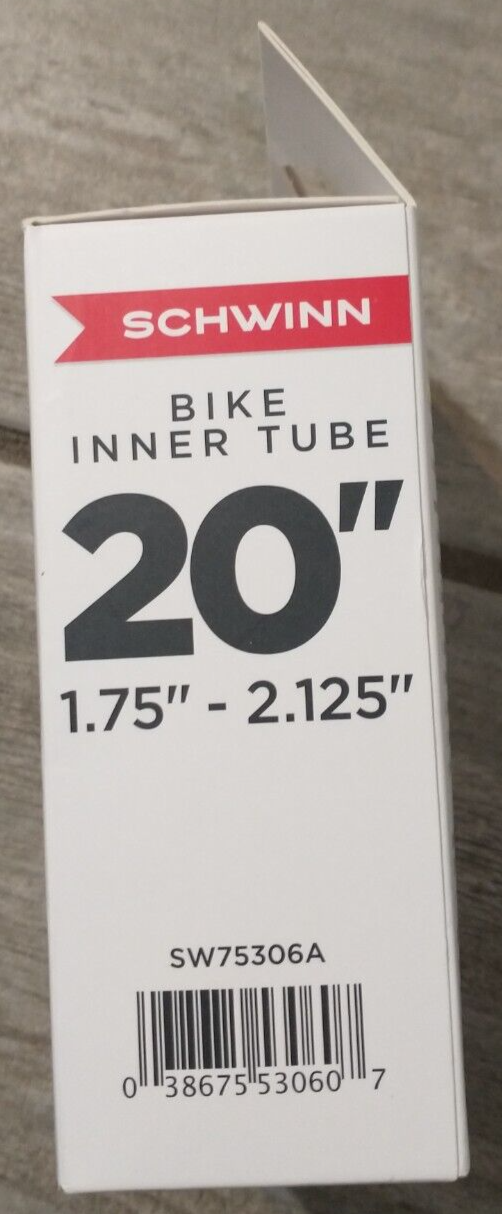 SCHWINN
BIKE
INNER TUBE
20"
1.75" - 2.125"
SW75306A
0 38675 53060 7